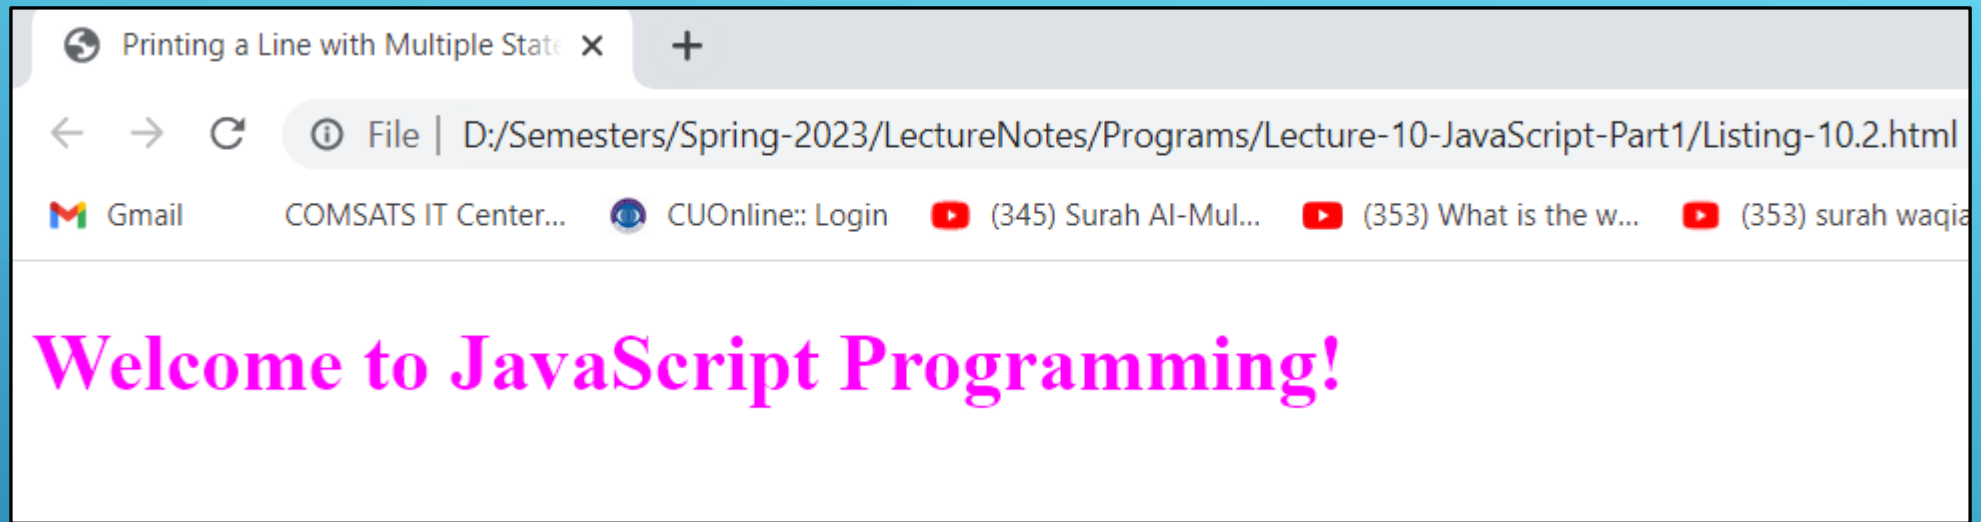 Printing a Line with Multiple State
File | D:/Semesters/Spring-2023/LectureNotes/Programs/Lecture-10-JavaScript-Part1/Listing-10.2.html
Gmail COMSATS IT Center... CUOnline:: Login (345) Surah Al-Mul... (353) What is the w... (353) surah waqia
Welcome to JavaScript Programming!